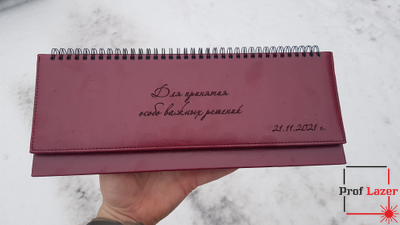 Для принятия
особо важных решений
21.11.2021 г.
Prof Lazer